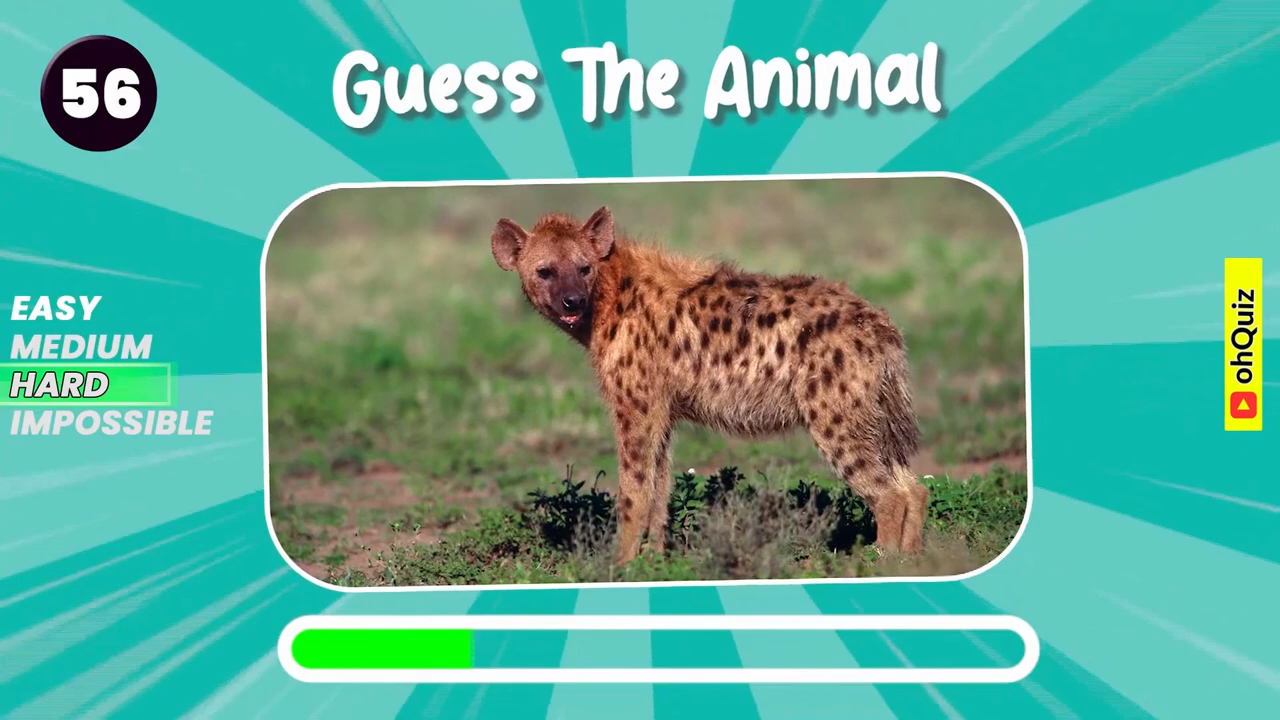 56
Guess The Animal
EASY
MEDIUM
HARD
IMPOSSIBLE
ohQuiz